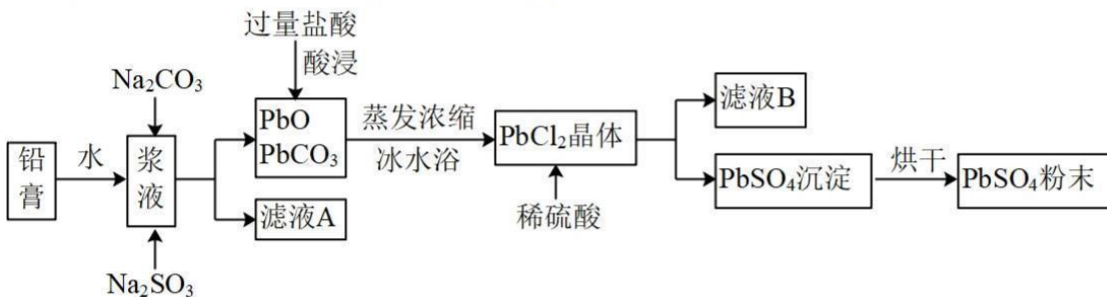 过量盐酸
酸浸
Na₂CO₃
铅膏
水
浆液
PbO
PbCO₃
滤液A
Na₂SO₃
蒸发浓缩
冰水浴
PbCl₂晶体
稀硫酸
滤液B
PbSO₄沉淀
烘干
PbSO₄粉末